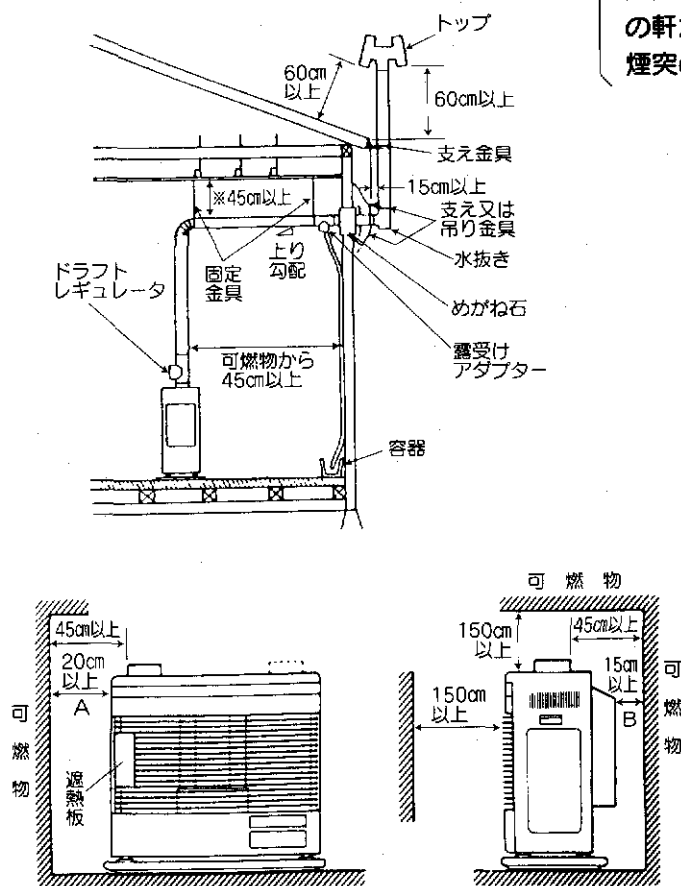 の軒
煙突
トップ
60cm
以上
60cm以上
支え金具
15cm以上
※45cm以上
支え又は
吊り金具
上り
勾配
水抜き
固定
金具
ドラフト
レギュレータ
めがね石
可燃物から
45cm以上
露受け
アダプター
容器
45cm以上
20cm
以上
A
可燃物
遮熱板
可燃物
150cm
以上
45cm以上
15cm
以上
B
150cm
以上
可燃物